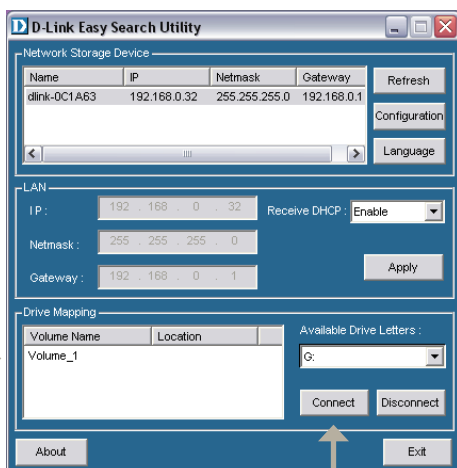 D D-Link Easy Search Utility
Network Storage Device
Name IP Netmask Gateway
dlink-0C1A63 192.168.0.32 255.255.255.0 192.168.0.1
Refresh
Configuration
Language
LAN
IP: 192 . 168 . 0 . 32 Receive DHCP : Enable
Netmask : 255 . 255 . 255 . 0
Gateway : 192 . 168 . 0 . 1 Apply
Drive Mapping
Volume Name Location Available Drive Letters :
Volume_1 G:
Connect Disconnect
About Exit